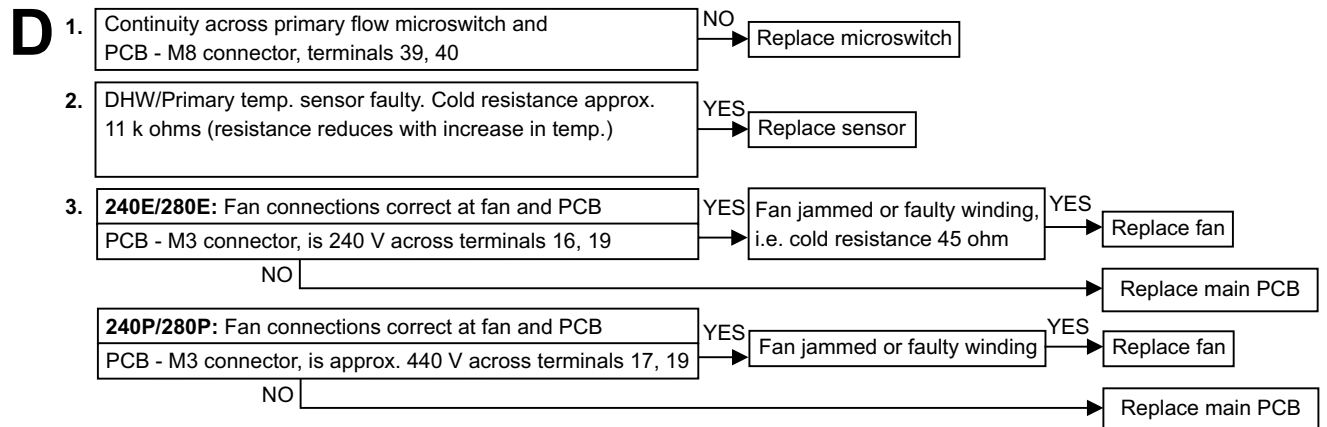 D
1. Continuity across primary flow microswitch and
PCB - M8 connector, terminals 39, 40
NO
Replace microswitch
2. DHW/Primary temp. sensor faulty. Cold resistance approx.
11 k ohms (resistance reduces with increase in temp.)
YES
Replace sensor
3. 240E/280E: Fan connections correct at fan and PCB
PCB - M3 connector, is 240 V across terminals 16, 19
YES
Fan jammed or faulty winding,
i.e. cold resistance 45 ohm
YES
Replace fan
NO
Replace main PCB
240P/280P: Fan connections correct at fan and PCB
PCB - M3 connector, is approx. 440 V across terminals 17, 19
YES
Fan jammed or faulty winding
YES
Replace fan
NO
Replace main PCB